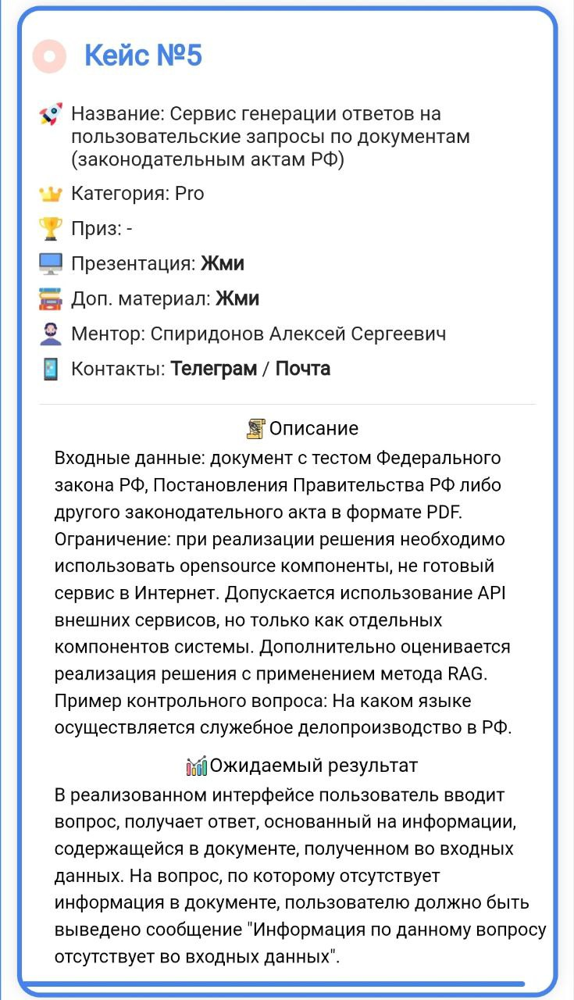 Кейс №5
Название: Сервис генерации ответов на
пользовательские запросы по документам
(законодательным актам РФ)
Категория: Pro
Приз: -
Презентация: Жми
Доп. материал: Жми
Ментор: Спиридонов Алексей Сергеевич
Контакты: Телеграм / Почта
Описание
Входные данные: документ с тестом Федерального
закона РФ, Постановления Правительства РФ либо
другого законодательного акта в формате PDF.
Ограничение: при реализации решения необходимо
использовать opensource компоненты, не готовый
сервис в Интернет. Допускается использование API
внешних сервисов, но только как отдельных
компонентов системы. Дополнительно оценивается
реализация решения с применением метода RAG.
Пример контрольного вопроса: На каком языке
осуществляется служебное делопроизводство в РФ.
Ожидаемый результат
В реализованном интерфейсе пользователь вводит
вопрос, получает ответ, основанный на информации,
содержащейся в документе, полученном во входных
данных. На вопрос, по которому отсутствует
информация в документе, пользователю должно быть
выведено сообщение "Информация по данному вопросу
отсутствует во входных данных".